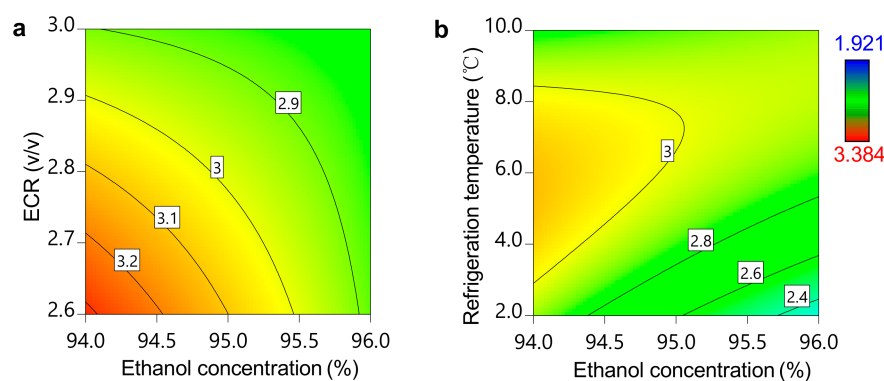 a
3.0
2.9
2.8
2.7
2.6
ECR (v/v)
2.9
3
3.1
3.2
94.0 94.5 95.0 95.5 96.0
Ethanol concentration (%)
b
10.0
8.0
6.0
4.0
2.0
Refrigeration temperature (℃)
3
2.8
2.6
2.4
94.0 94.5 95.0 95.5 96.0
Ethanol concentration (%)
1.921
3.384